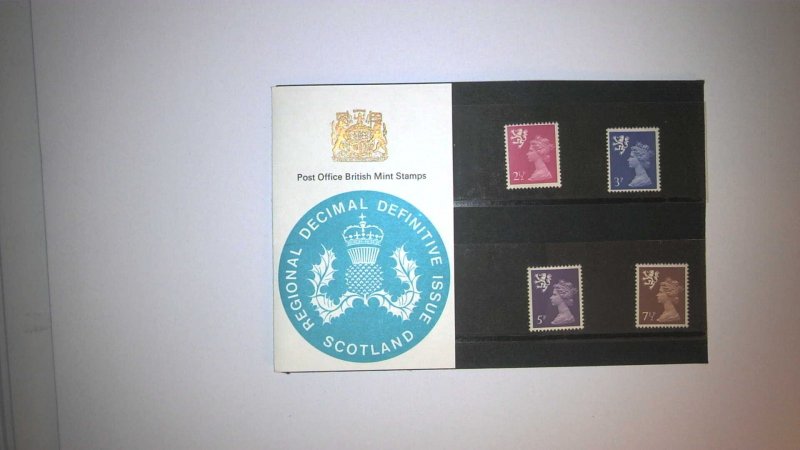 Post Office British Mint Stamps
REGIONAL DECIMAL DEFINITIVE ISSUE
SCOTLAND
2½P
3P
5P
7½P